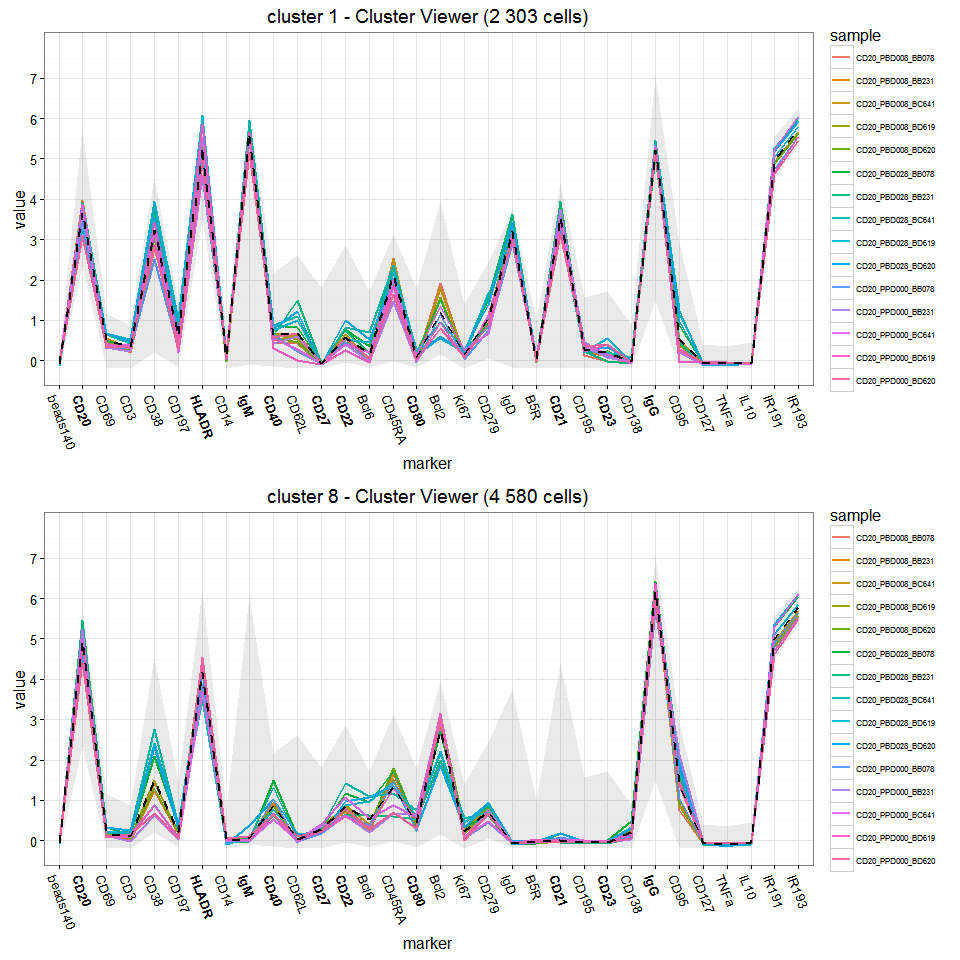 cluster 1 - Cluster Viewer (2 303 cells)
value
7
6
5
4
3
2
1
0
beads140 CD20 CD69 CD3 CD38 CD197 HLADR CD14 IgM CD40 CD62L CD27 CD22 Bcl6 CD45RA CD80 Bcl2 Ki67 CD279 IgD B5R CD21 CD195 CD23 CD138 IgG CD95 CD127 TNFa IL10 IR191 IR193
marker
sample
CD20_PBD008_BB078
CD20_PBD008_BB231
CD20_PBD008_BC641
CD20_PBD008_BD619
CD20_PBD008_BD620
CD20_PBD028_BB078
CD20_PBD028_BB231
CD20_PBD028_BC641
CD20_PBD028_BD619
CD20_PBD028_BD620
CD20_PPD000_BB078
CD20_PPD000_BB231
CD20_PPD000_BC641
CD20_PPD000_BD619
CD20_PPD000_BD620
cluster 8 - Cluster Viewer (4 580 cells)
value
7
6
5
4
3
2
1
0
beads140 CD20 CD69 CD3 CD38 CD197 HLADR CD14 IgM CD40 CD62L CD27 CD22 Bcl6 CD45RA CD80 Bcl2 Ki67 CD279 IgD B5R CD21 CD195 CD23 CD138 IgG CD95 CD127 TNFa IL10 IR191 IR193
marker
sample
CD20_PBD008_BB078
CD20_PBD008_BB231
CD20_PBD008_BC641
CD20_PBD008_BD606
CD20_PBD008_BD620
CD20_PBD028_BB078
CD20_PBD028_BB231
CD20_PBD028_BC641
CD20_PBD028_BD619
CD20_PBD028_BD620
CD20_PPD000_BB078
CD20_PPD000_BB231
CD20_PPD000_BC641
CD20_PPD000_BD619
CD20_PPD000_BD620